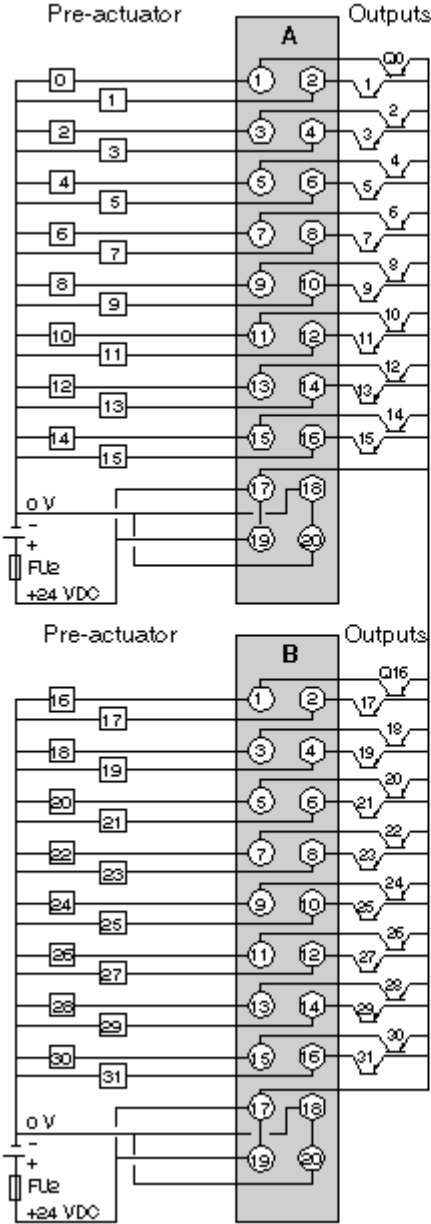 Pre-actuator Outputs
A
Q0
0 1 2 1
1
2
2 3 4 3
3
4
4 5 6 5
5
6
6 7 8 7
7
8
8 9 10 9
9
10
10 11 12 11
11
12
12 13 14 13
13
14
14 15 16 15
15
17 18
0 V
-
+
19 20
FU2
+24 VDC
Pre-actuator Outputs
B
Q16
16 1 2 17
17
18
18 3 4 19
19
20
20 5 6 21
21
22
22 7 8 23
23
24
24 9 10 25
25
26
26 11 12 27
27
28
28 13 14 29
29
30
30 15 16 31
31
17 18
0 V
-
+
19 20
FU2
+24 VDC